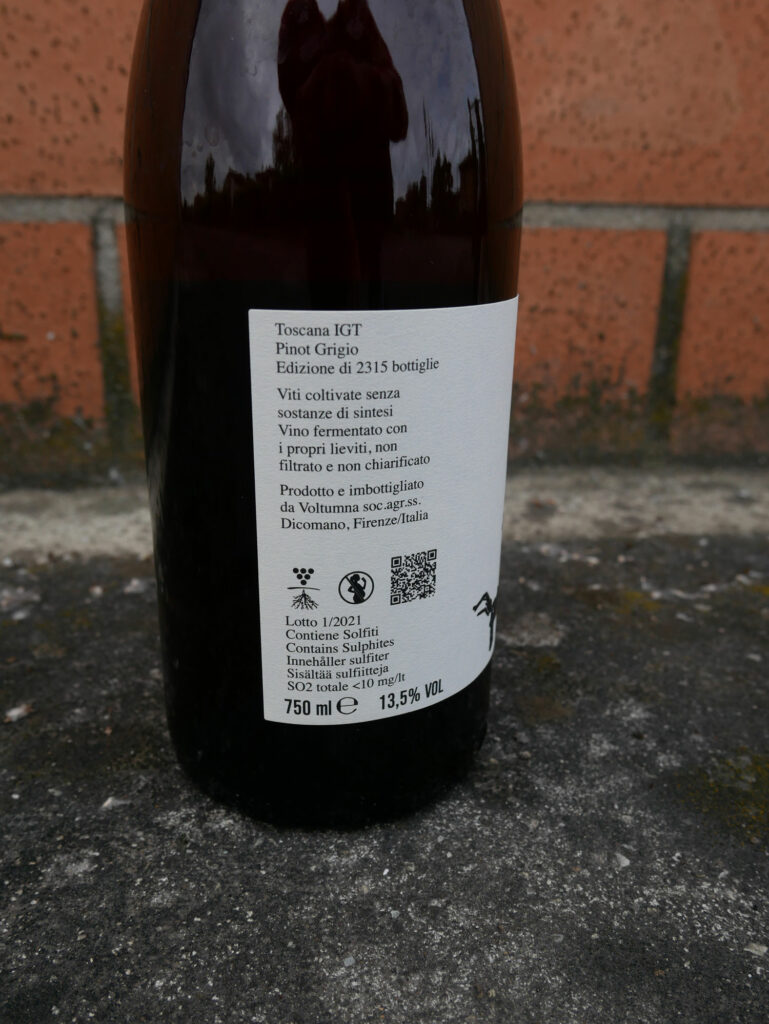 Toscana IGT
Pinot Grigio
Edizione di 2315 bottiglie
Viti coltivate senza
sostanze di sintesi
Vino fermentato con
i propri lieviti, non
filtrato e non chiarificato
Prodotto e imbottigliato
da Voltumna soc.agr.ss.
Dicomano, Firenze/Italia
Lotto 1/2021
Contiene Solfiti
Contains Sulphites
Innehåller sulfiter
Sisältää sulfiitteja
SO2 totale <10 mg/lt
750 ml ℮ 13,5% VOL